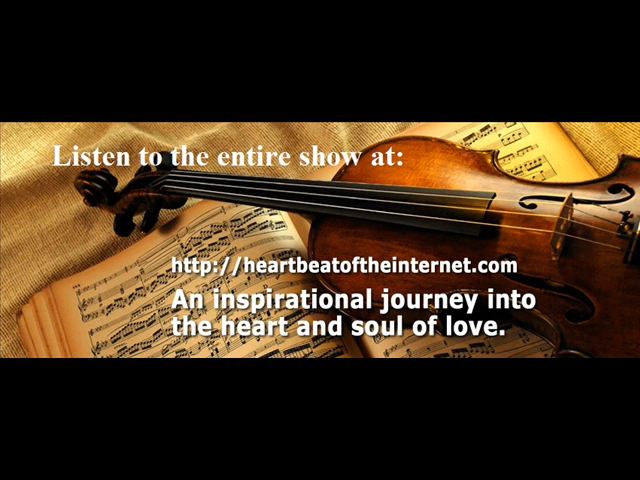 Listen to the entire show at:
http://heartbeatoftheinternet.com
An inspirational journey into
the heart and soul of love.